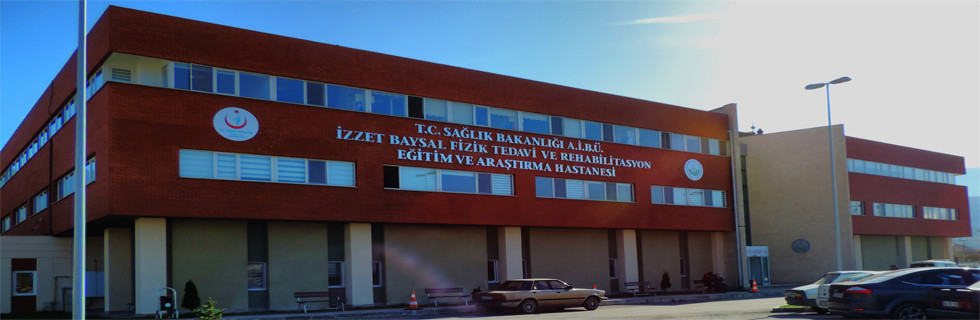 T.C. SAĞLIK BAKANLIĞI A.İ.B.Ü.
İZZET BAYSAL FİZİK TEDAVİ VE REHABİLİTASYON
EĞİTİM VE ARAŞTIRMA HASTANESİ